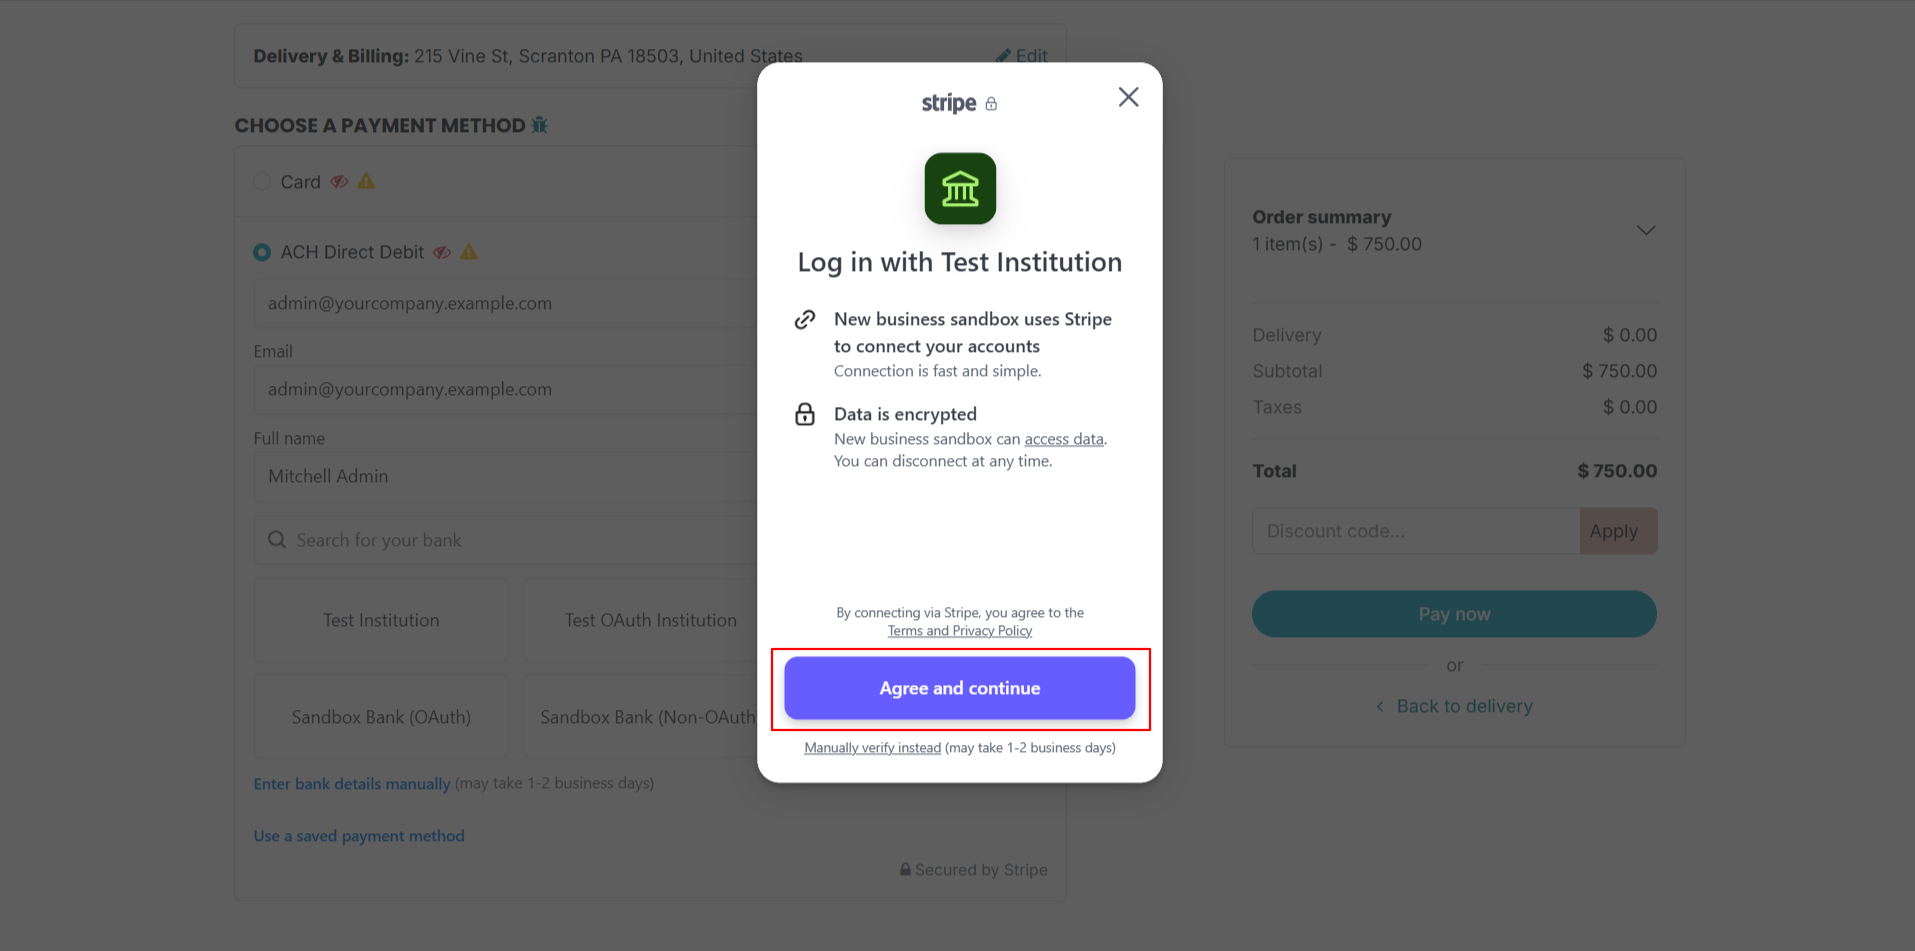 Delivery & Billing: 215 Vine St, Scranton PA 18503, United States
Edit
CHOOSE A PAYMENT METHOD
Card
ACH Direct Debit
admin@yourcompany.example.com
Email
admin@yourcompany.example.com
Full name
Mitchell Admin
Search for your bank
Test Institution
Test OAuth Institution
Sandbox Bank (OAuth)
Sandbox Bank (Non-OAuth
Enter bank details manually (may take 1-2 business days)
Use a saved payment method
Secured by Stripe
stripe
Log in with Test Institution
New business sandbox uses Stripe
to connect your accounts
Connection is fast and simple.
Data is encrypted
New business sandbox can access data.
You can disconnect at any time.
By connecting via Stripe, you agree to the
Terms and Privacy Policy
Agree and continue
Manually verify instead (may take 1-2 business days)
Order summary
1 item(s) - $ 750.00
Delivery $ 0.00
Subtotal $ 750.00
Taxes $ 0.00
Total $ 750.00
Discount code... Apply
Pay now
or
Back to delivery